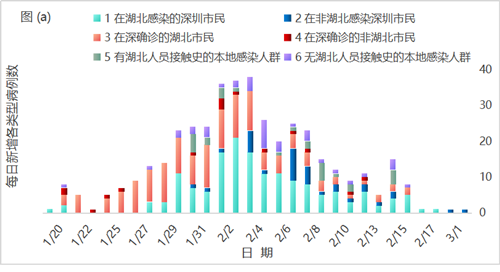 图 (a)
1 在湖北感染的深圳市民
2 在非湖北感染深圳市民
3 在深确诊的湖北市民
4 在深确诊的非湖北市民
5 有湖北人员接触史的本地感染人群
6 无湖北人员接触史的本地感染人群
每日新增各类型病例数
40
30
20
10
0
1/20
1/22
1/25
1/27
1/29
1/31
2/2
2/4
2/6
2/8
2/10
2/13
2/15
2/17
3/1
日 期